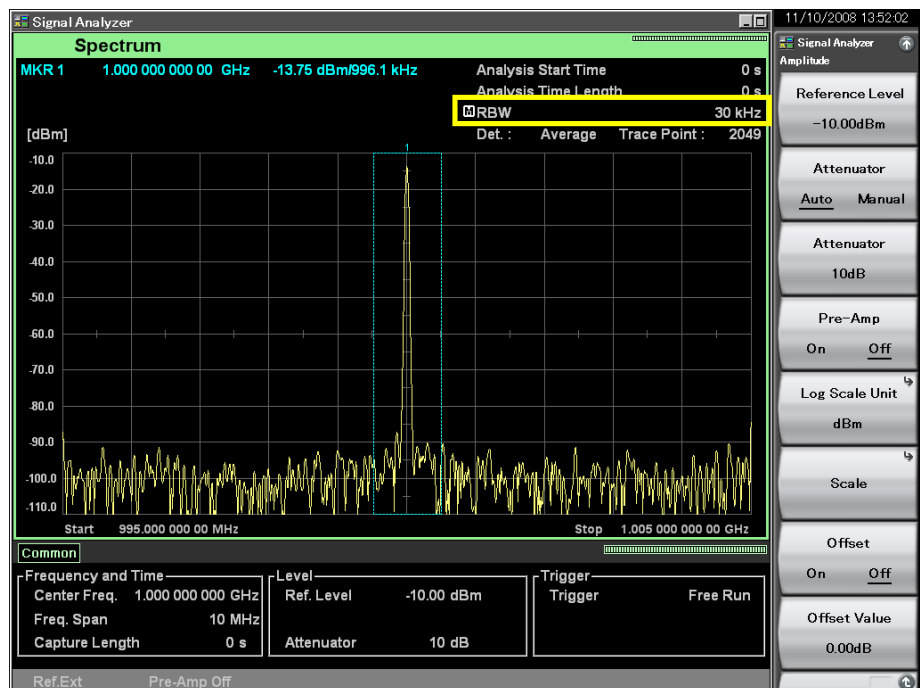 Signal Analyzer
11/10/2008 13:52:02
Spectrum
MKR 1 1.000 000 000 00 GHz -13.75 dBm/996.1 kHz
Analysis Start Time 0 s
Analysis Time Length 0 s
M RBW 30 kHz
Det. : Average Trace Point : 2049
[dBm]
1
-10.0
-20.0
-30.0
-40.0
-50.0
-60.0
-70.0
-80.0
-90.0
-100.0
-110.0
Start 995.000 000 00 MHz
Stop 1.005 000 000 00 GHz
Common
Frequency and Time
Center Freq. 1.000 000 000 GHz
Freq. Span 10 MHz
Capture Length 0 s
Level
Ref. Level -10.00 dBm
Attenuator 10 dB
Trigger
Trigger Free Run
Ref.Ext Pre-Amp Off
Signal Analyzer
Amplitude
Reference Level
-10.00dBm
Attenuator
Auto Manual
Attenuator
10dB
Pre-Amp
On Off
Log Scale Unit
dBm
Scale
Offset
On Off
Offset Value
0.00dB